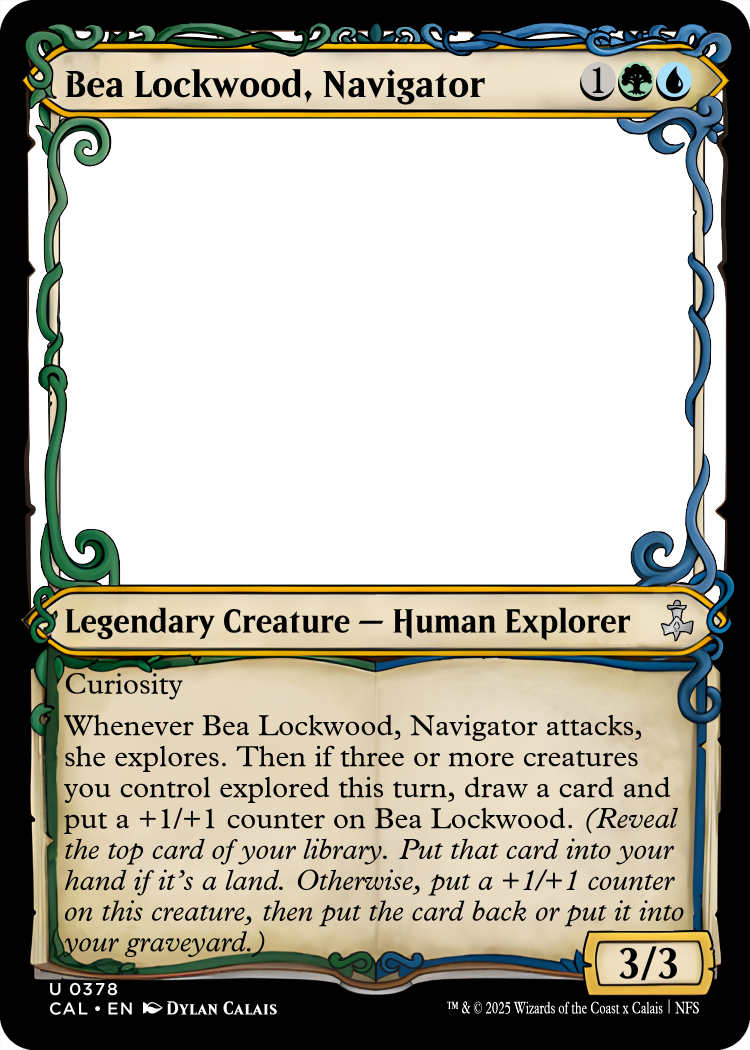 Bea Lockwood, Navigator 1
Legendary Creature — Human Explorer
Curiosity
Whenever Bea Lockwood, Navigator attacks,
she explores. Then if three or more creatures
you control explored this turn, draw a card and
put a +1/+1 counter on Bea Lockwood. (Reveal
the top card of your library. Put that card into your
hand if it's a land. Otherwise, put a +1/+1 counter
on this creature, then put the card back or put it into
your graveyard.)
3/3
U 0378
CAL • EN DYLAN CALAIS
™ & © 2025 Wizards of the Coast x Calais | NFS